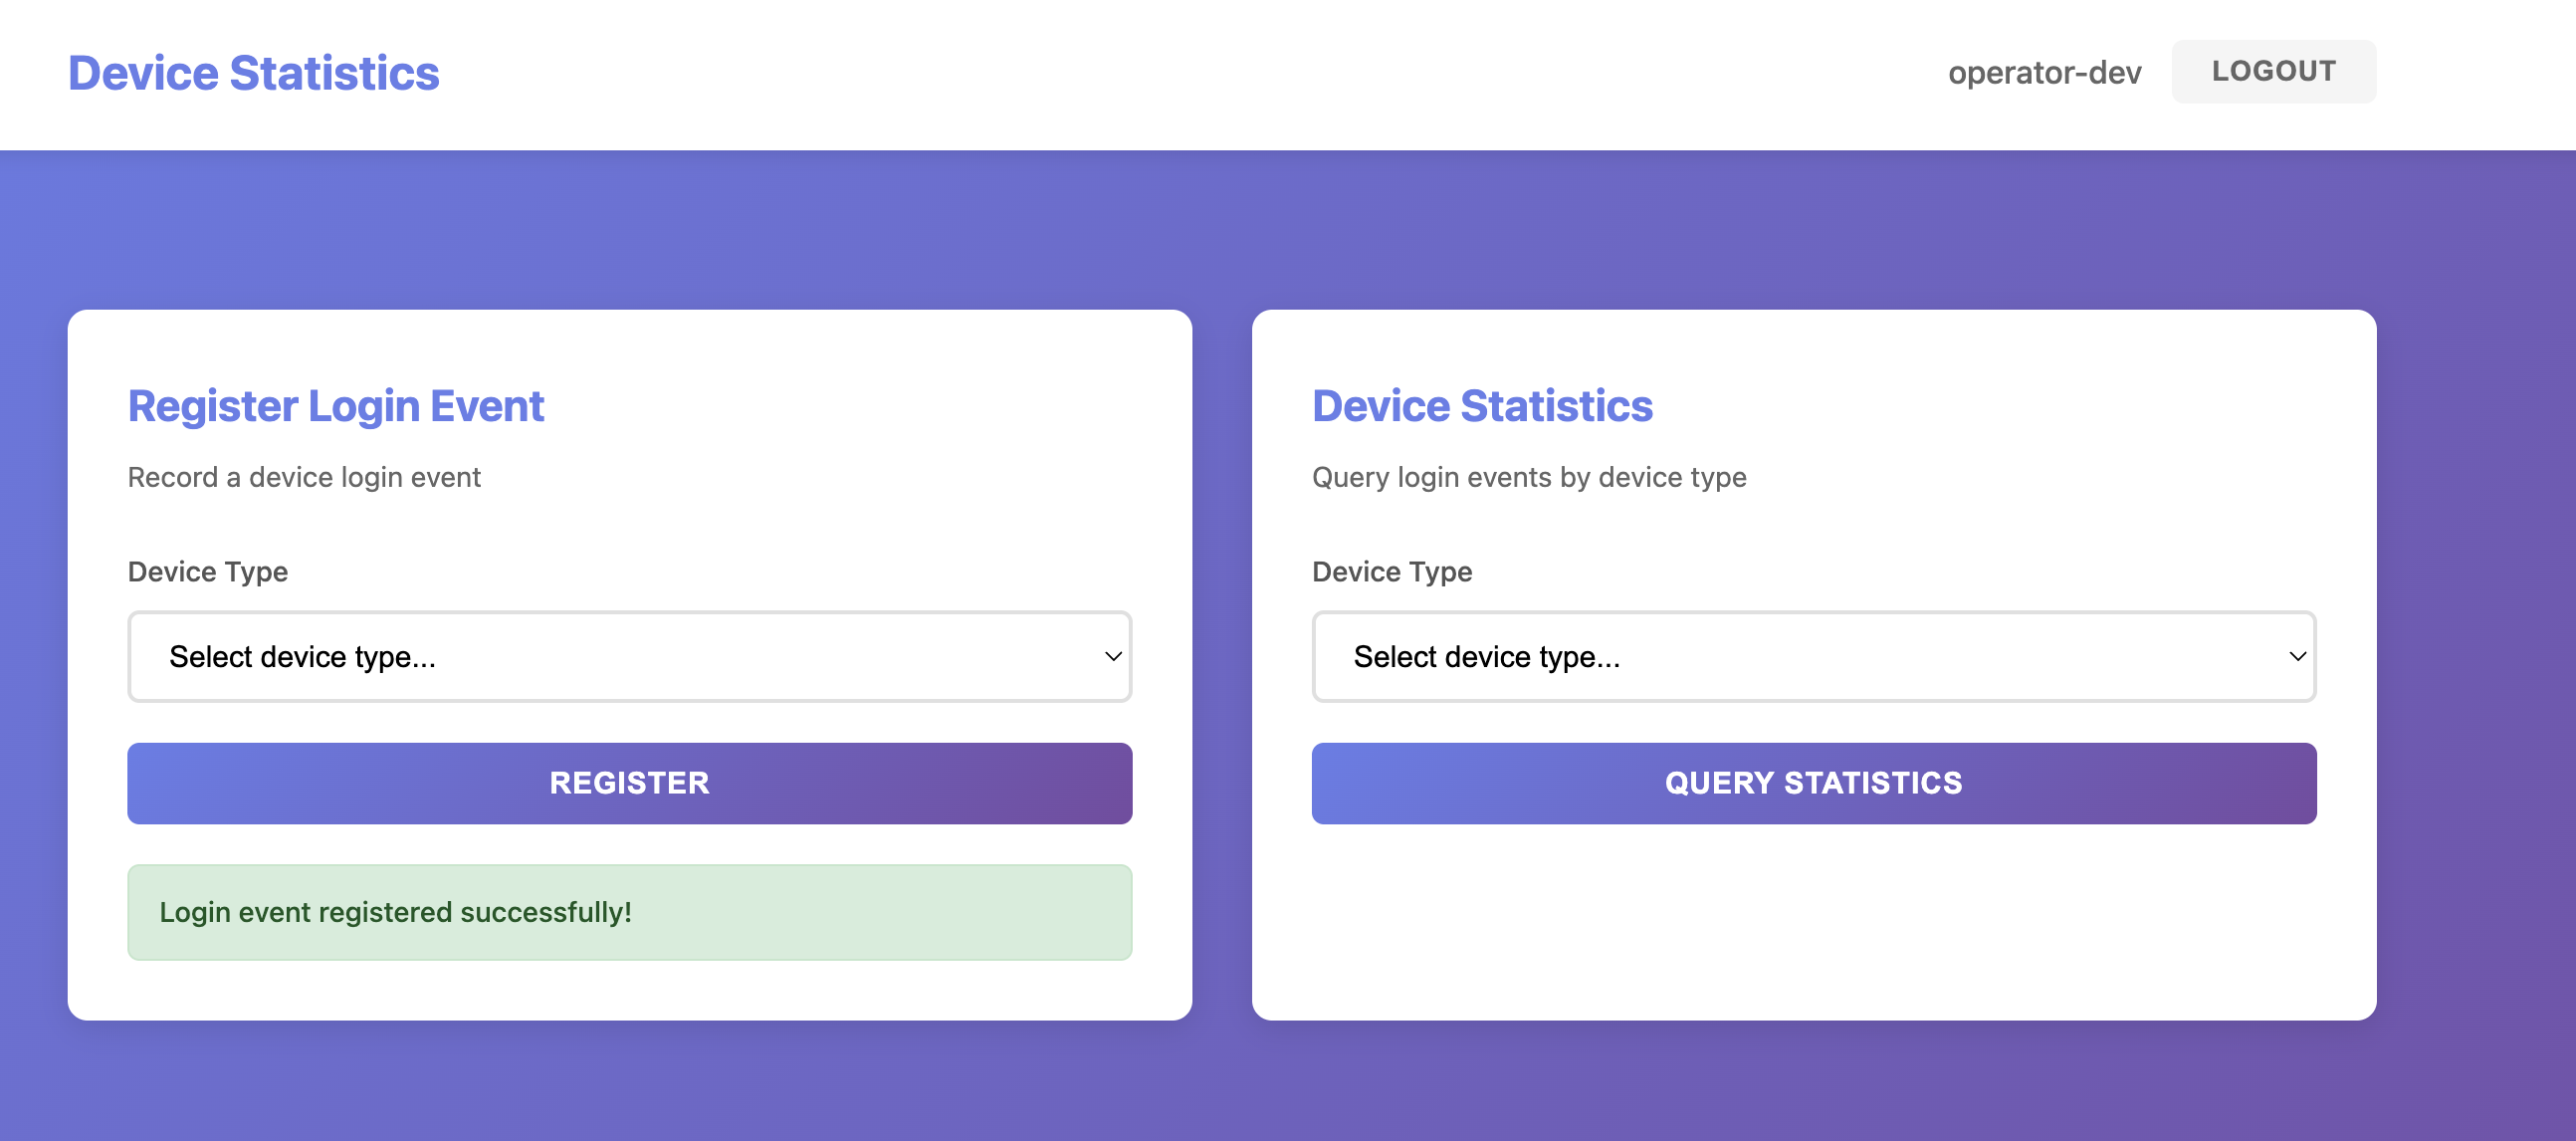 Device Statistics
operator-dev
LOGOUT
Register Login Event
Record a device login event
Device Type
Select device type...
REGISTER
Login event registered successfully!
Device Statistics
Query login events by device type
Device Type
Select device type...
QUERY STATISTICS